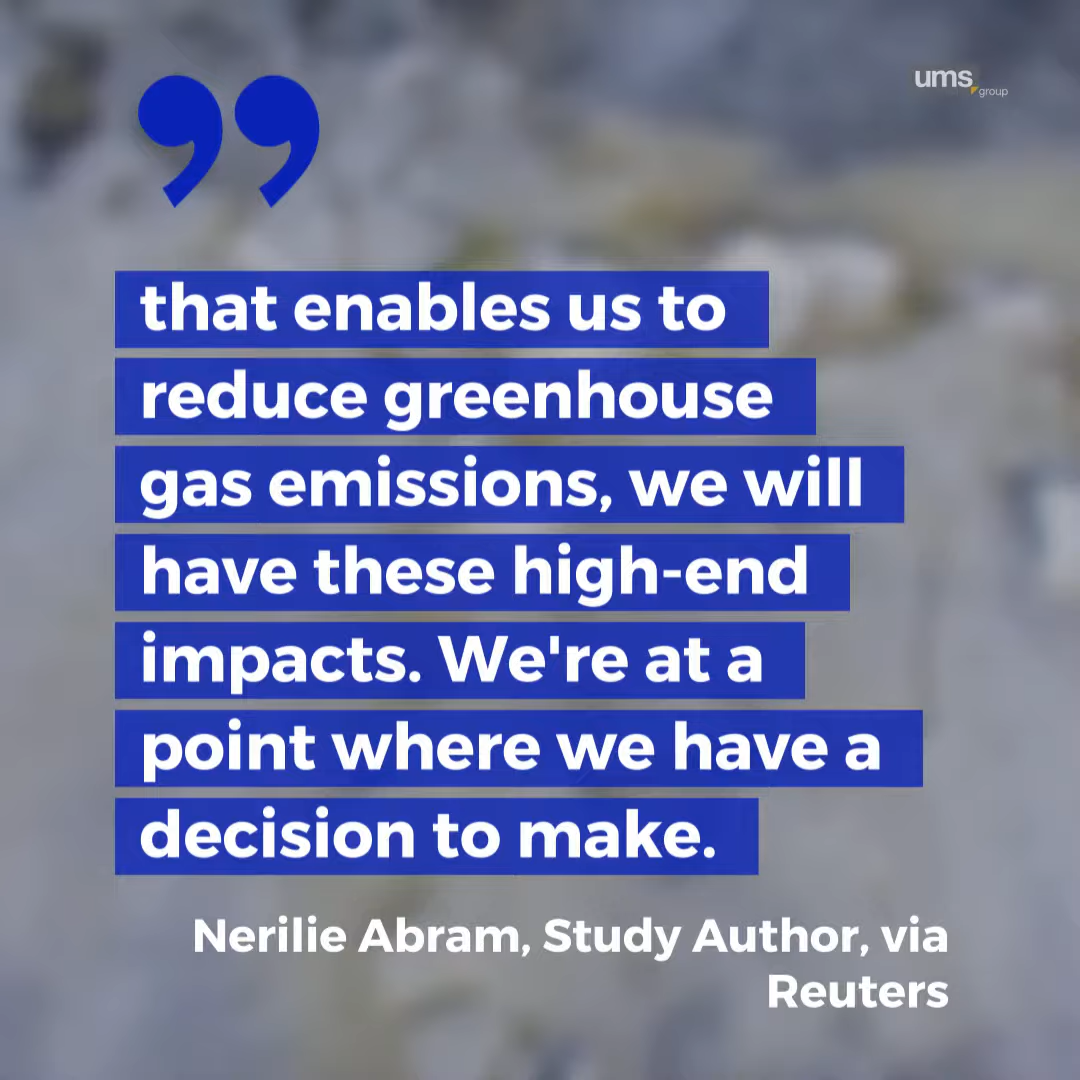 ums
group
”
that enables us to
reduce greenhouse
gas emissions, we will
have these high-end
impacts. We're at a
point where we have a
decision to make.
Nerilie Abram, Study Author, via
Reuters